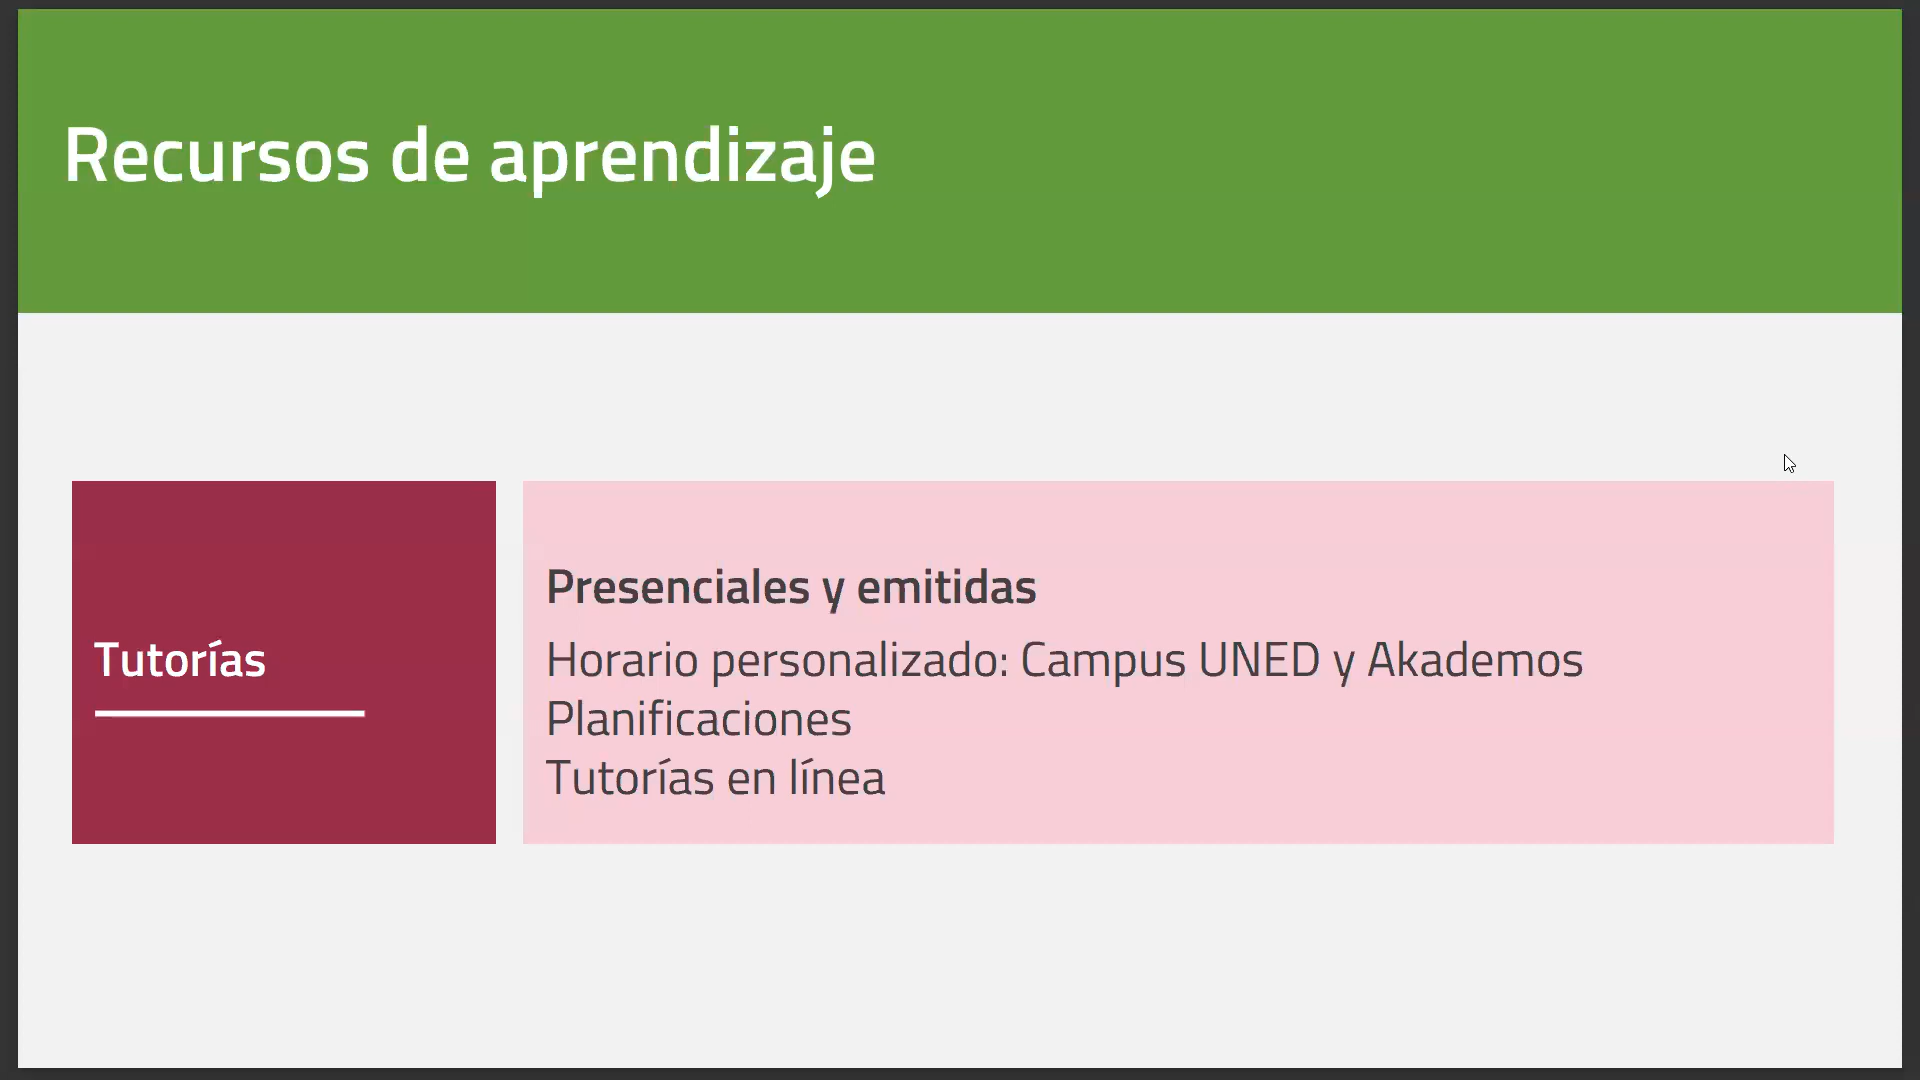 Recursos de aprendizaje
Tutorías
Presenciales y emitidas
Horario personalizado: Campus UNED y Akademos
Planificaciones
Tutorías en línea